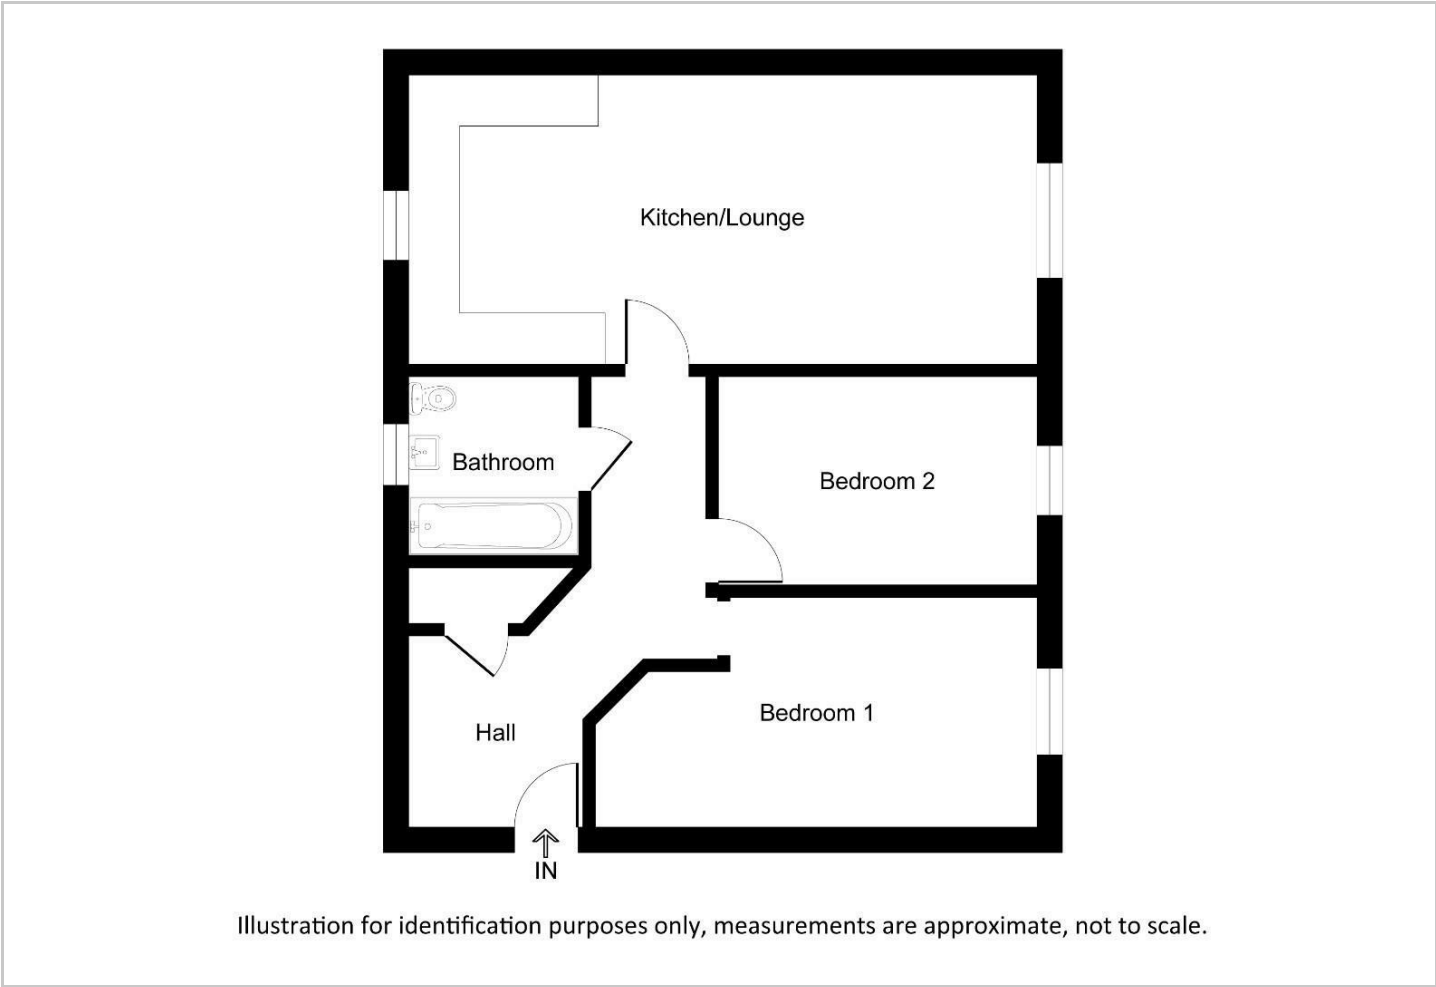 Kitchen/Lounge
Bathroom
Bedroom 2
Bedroom 1
Hall
IN
Illustration for identification purposes only, measurements are approximate, not to scale.